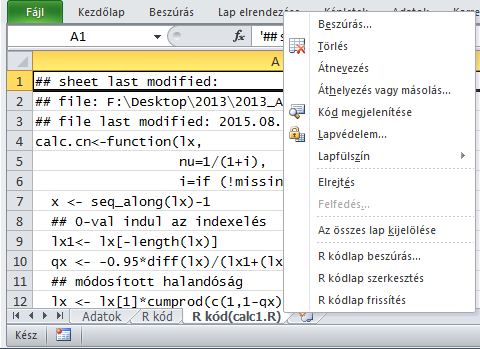 Fájl Kezdőlap Beszúrás Lap elrendezés
A1 fx '## s
A
1 ## sheet last modified:
2 ## file: F:\Desktop\2013\2013_A
3 ## file last modified: 2015.08.
4 calc.cn<-function(lx,
5 nu=1/(1+i),
6 i=if (!missin
7 x <- seq_along(lx)-1
8 ## 0-val indul az indexelés
9 lx1<- lx[-length(lx)]
10 qx <- -0.95*diff(lx)/(lx1+(lx
11 ## módosított halandóság
12 lx <- lx[1]*cumprod(c(1,1-qx)
Adatok R kód R kód(calc1.R)
Kész
Beszúrás...
Törlés
Átnevezés
Áthelyezés vagy másolás...
Kód megjelenítése
Lapvédelem...
Lapfülszín
Elrejtés
Felfedés...
Az összes lap kijelölése
R kódlap beszúrás...
R kódlap szerkesztés
R kódlap frissítés